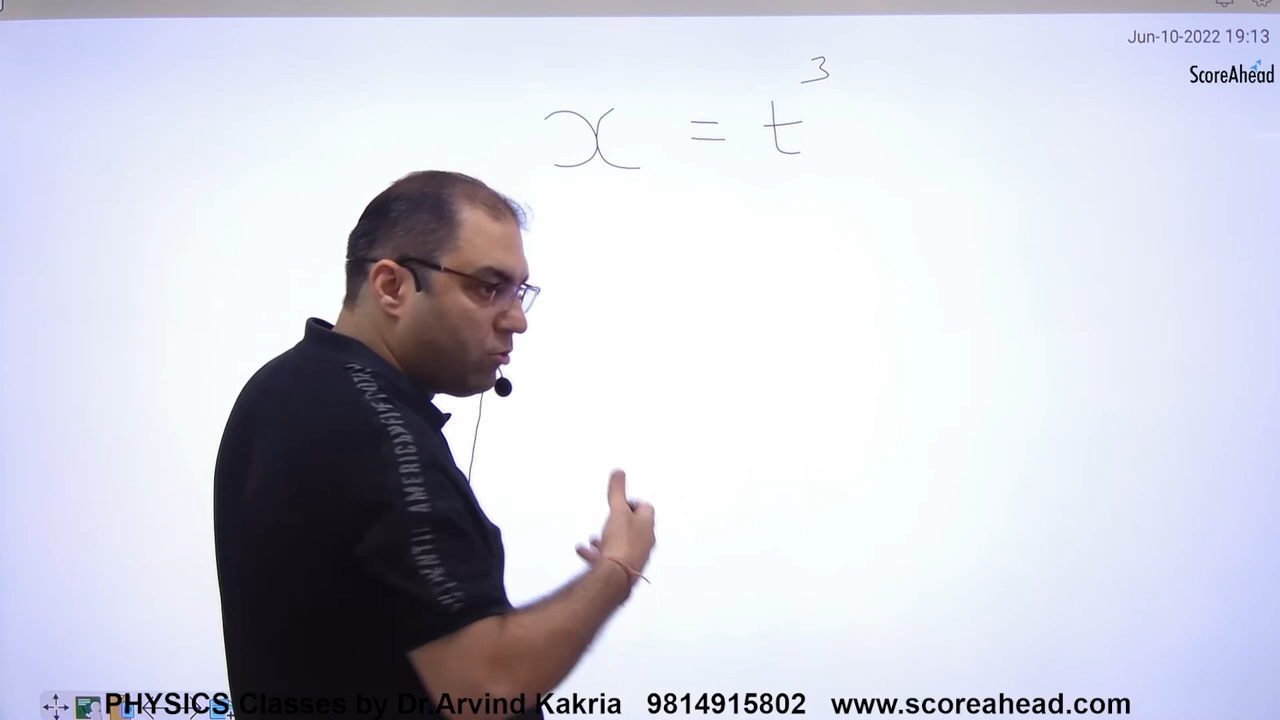 Jun-10-2022 19:13
ScoreAhead
x = t³
PHYSICS Classes by Dr.Arvind Kakria 9814915802 www.scoreahead.com